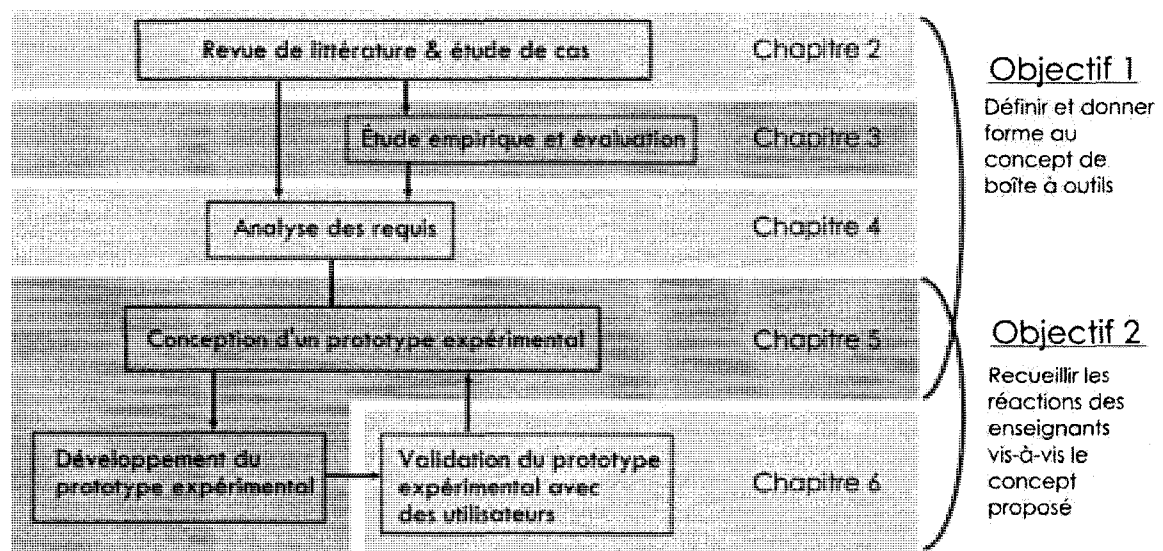 Revue de littérature & étude de cas
Chapitre 2
Étude empirique et évaluation
Chapitre 3
Analyse des requis
Chapitre 4
Conception d'un prototype expérimental
Chapitre 5
Développement du
prototype expérimental
Validation du prototype
expérimental avec
des utilisateurs
Chapitre 6
Objectif 1
Définir et donner
forme au
concept de
boîte à outils
Objectif 2
Recueillir les
réactions des
enseignants
vis-à-vis le
concept
proposé